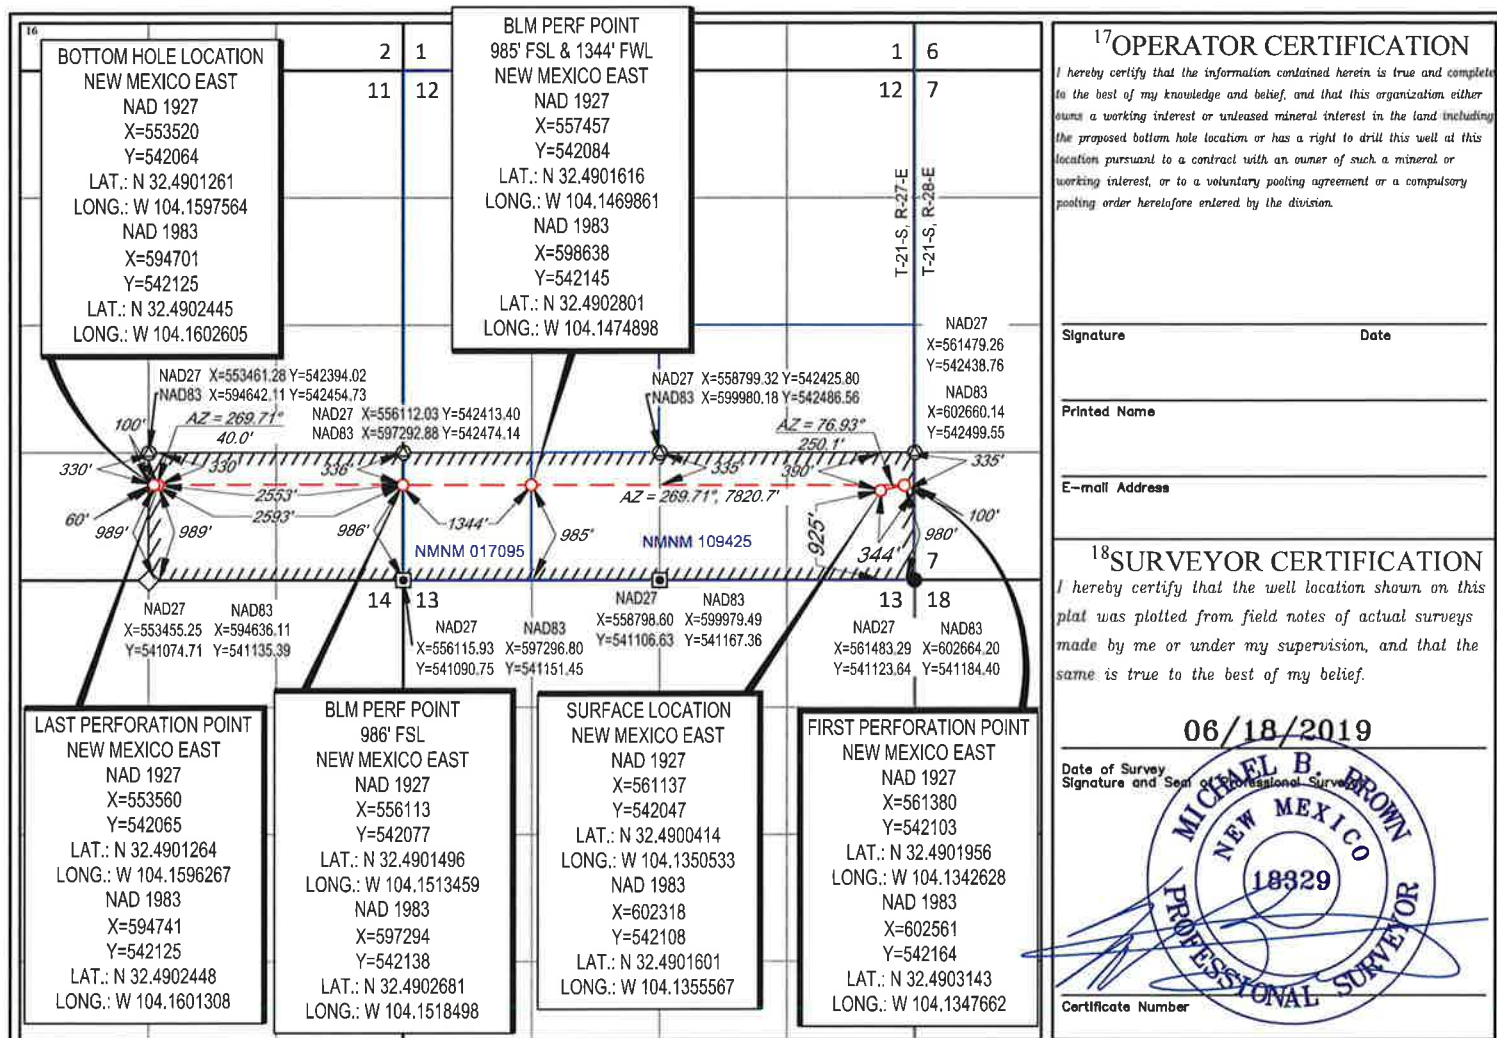 16
BOTTOM HOLE LOCATION
NEW MEXICO EAST
NAD 1927
X=553520
Y=542064
LAT.: N 32.4901261
LONG.: W 104.1597564
NAD 1983
X=594701
Y=542125
LAT.: N 32.4902445
LONG.: W 104.1602605
2 1
11 12
BLM PERF POINT
985' FSL & 1344' FWL
NEW MEXICO EAST
NAD 1927
X=557457
Y=542084
LAT.: N 32.4901616
LONG.: W 104.1469861
NAD 1983
X=598638
Y=542145
LAT.: N 32.4902801
LONG.: W 104.1474898
1 6
12 7
T-21-S, R-27-E
T-21-S, R-28-E
NAD27
X=561479.26
Y=542438.76
NAD83
X=602660.14
Y=542499.55
NAD27 X=553461.28 Y=542394.02
NAD83 X=594642.11 Y=542454.73
NAD27 X=556112.03 Y=542413.40
NAD83 X=597292.88 Y=542474.14
NAD27 X=558799.32 Y=542425.80
NAD83 X=599980.18 Y=542486.56
100'
AZ = 269.71°
40.0'
AZ = 76.93°
250.1'
330'
330'
336'
335'
390'
335'
2553'
2593'
AZ = 269.71°, 7820.7'
60'
989'
989'
986'
1344'
985'
925'
344'
980'
100'
NMNM 017095
NMNM 109425
7
14 13
13 18
NAD27 NAD83
X=553455.25 X=594636.11
Y=541074.71 Y=541135.39
NAD27 NAD83
X=556115.93 X=597296.80
Y=541090.75 Y=541151.45
NAD27 NAD83
X=558798.60 X=599979.49
Y=541106.63 Y=541167.36
NAD27 NAD83
X=561483.29 X=602664.20
Y=541123.64 Y=541184.40
LAST PERFORATION POINT
NEW MEXICO EAST
NAD 1927
X=553560
Y=542065
LAT.: N 32.4901264
LONG.: W 104.1596267
NAD 1983
X=594741
Y=542125
LAT.: N 32.4902448
LONG.: W 104.1601308
BLM PERF POINT
986' FSL
NEW MEXICO EAST
NAD 1927
X=556113
Y=542077
LAT.: N 32.4901496
LONG.: W 104.1513459
NAD 1983
X=597294
Y=542138
LAT.: N 32.4902681
LONG.: W 104.1518498
SURFACE LOCATION
NEW MEXICO EAST
NAD 1927
X=561137
Y=542047
LAT.: N 32.4900414
LONG.: W 104.1350533
NAD 1983
X=602318
Y=542108
LAT.: N 32.4901601
LONG.: W 104.1355567
FIRST PERFORATION POINT
NEW MEXICO EAST
NAD 1927
X=561380
Y=542103
LAT.: N 32.4901956
LONG.: W 104.1342628
NAD 1983
X=602561
Y=542164
LAT.: N 32.4903143
LONG.: W 104.1347662
17 OPERATOR CERTIFICATION
I hereby certify that the information contained herein is true and complete
to the best of my knowledge and belief, and that this organization either
owns a working interest or unleased mineral interest in the land including
the proposed bottom hole location or has a right to drill this well at this
location pursuant to a contract with an owner of such a mineral or
working interest, or to a voluntary pooling agreement or a compulsory
pooling order heretofore entered by the division.
Signature Date
Printed Name
E-mail Address
18 SURVEYOR CERTIFICATION
I hereby certify that the well location shown on this
plat was plotted from field notes of actual surveys
made by me or under my supervision, and that the
same is true to the best of my belief.
06/18/2019
Date of Survey
Signature and Seal of Professional Surveyor
MICHAEL B. BROWN
NEW MEXICO
18329
PROFESSIONAL SURVEYOR
Certificate Number